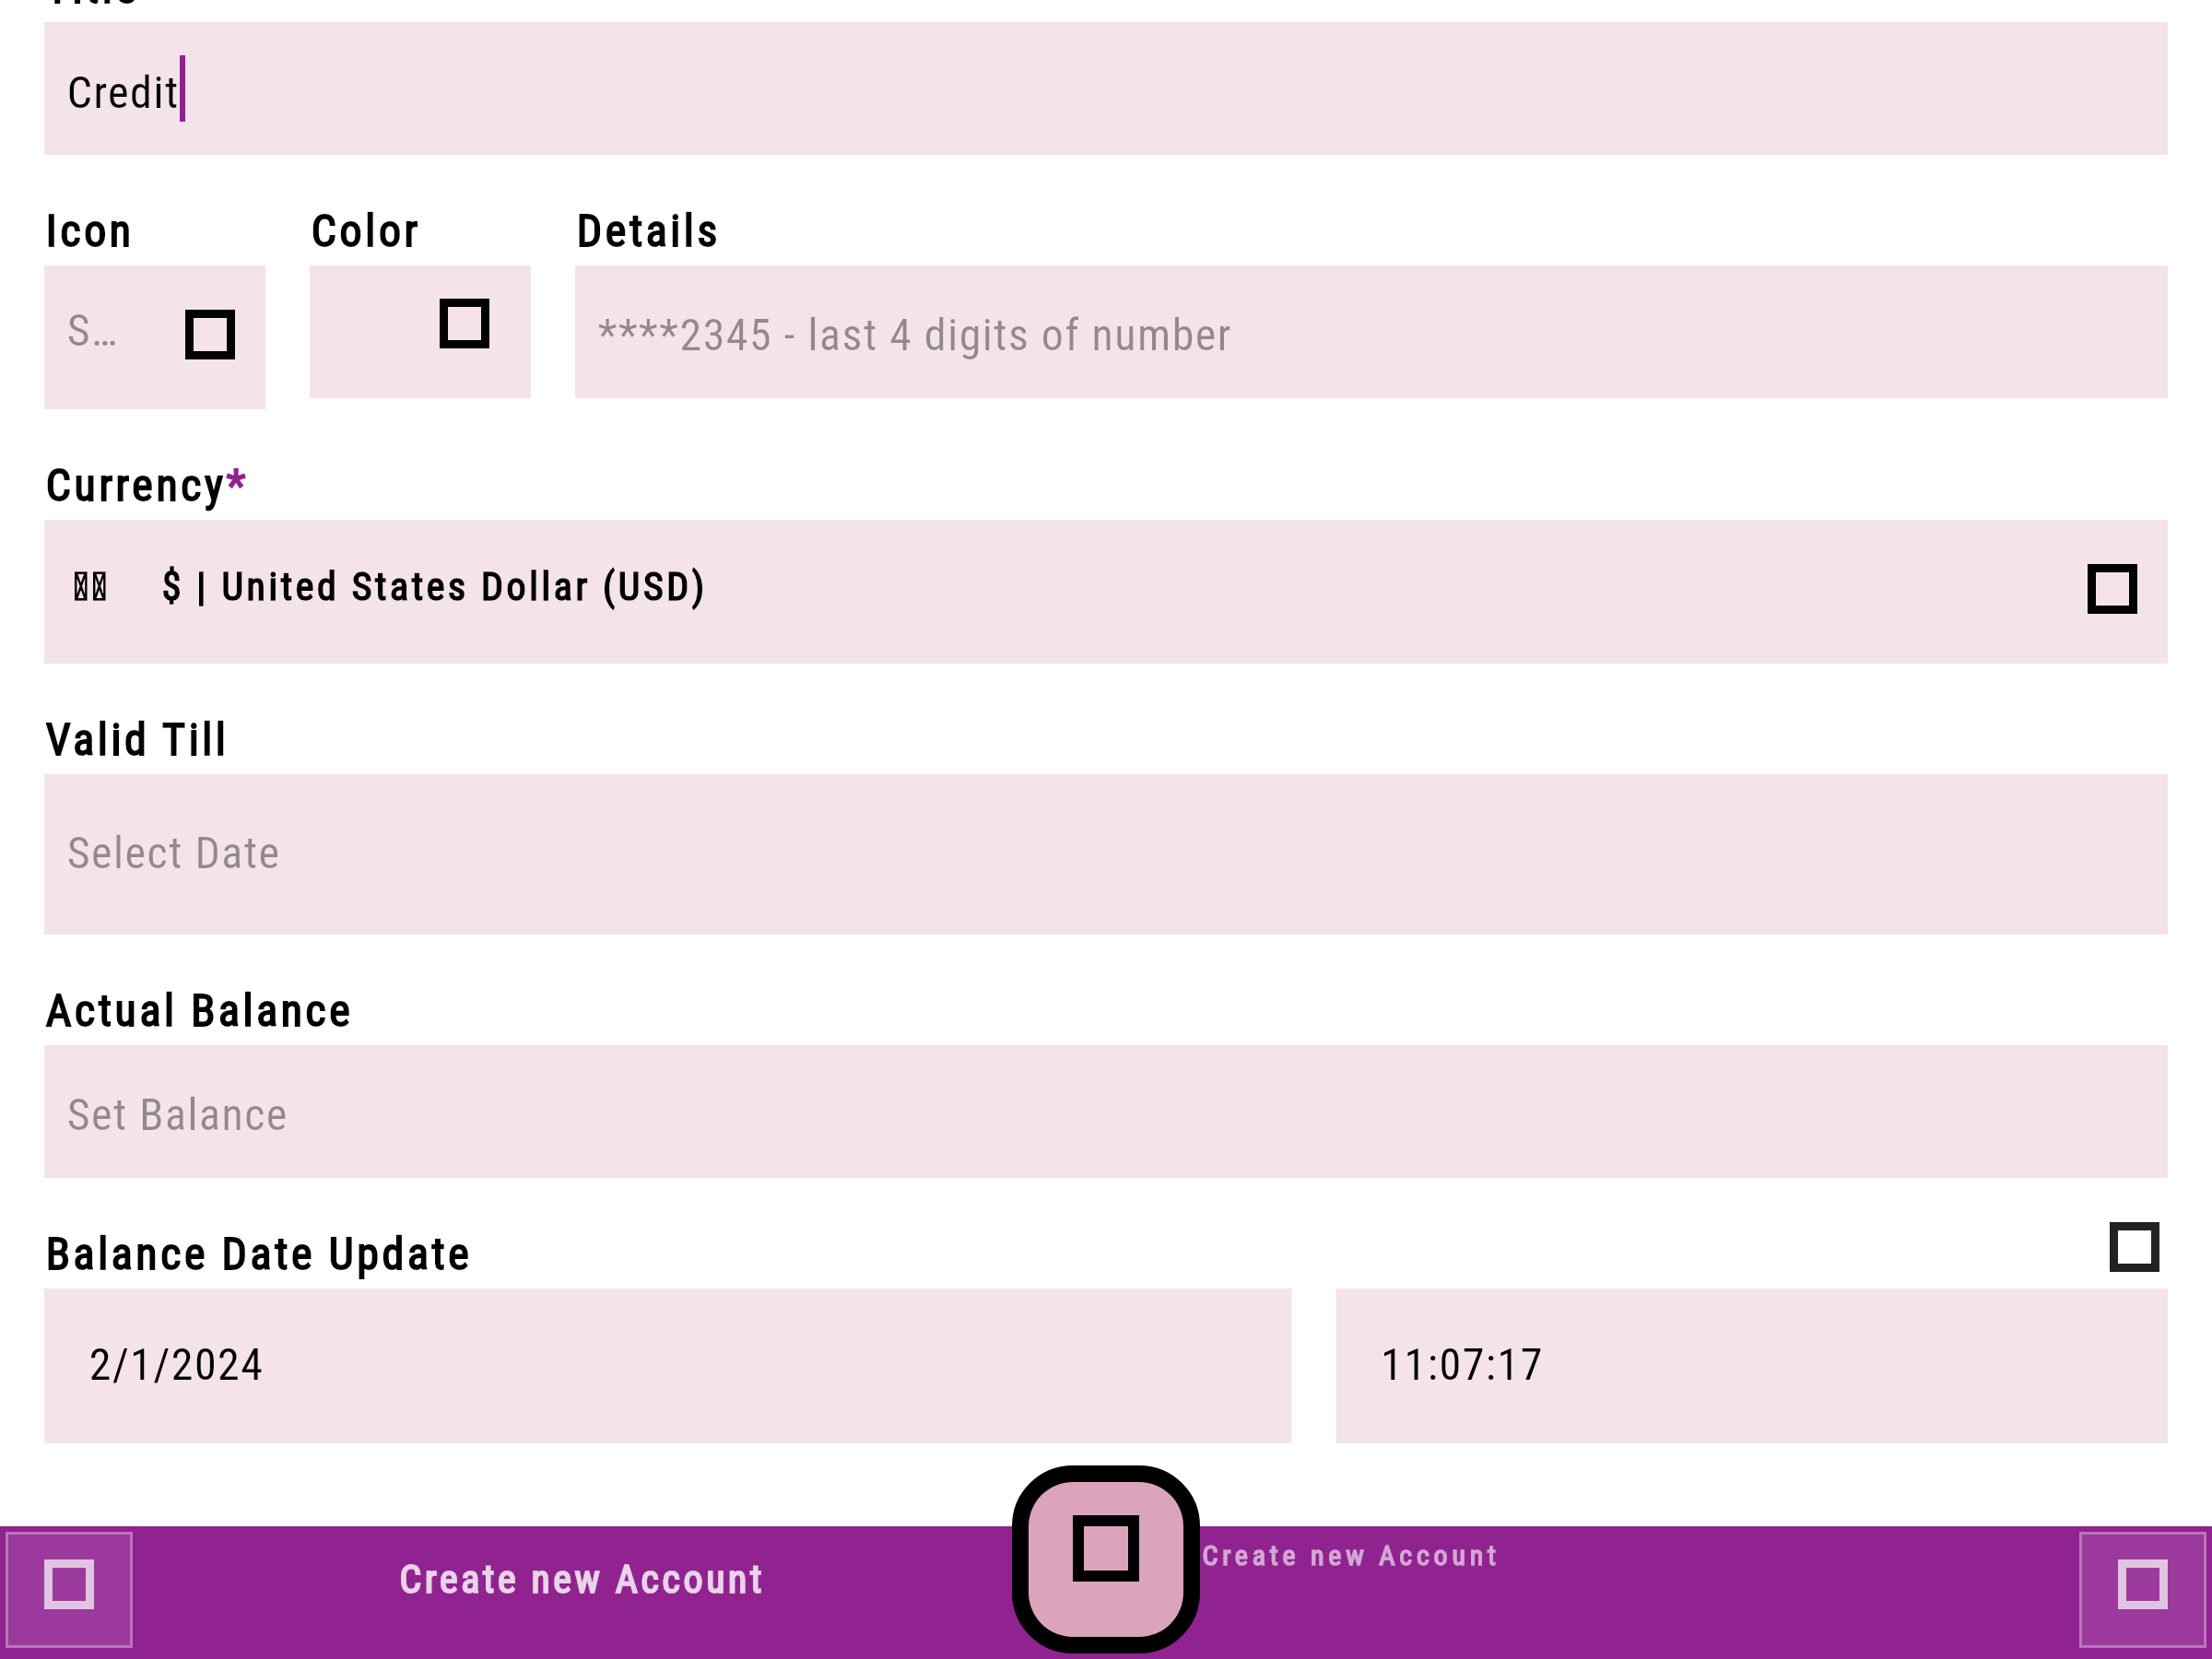 Credit
Icon Color Details
S… ****2345 - last 4 digits of number
Currency*
$ | United States Dollar (USD)
Valid Till
Select Date
Actual Balance
Set Balance
Balance Date Update
2/1/2024 11:07:17
Create new Account Create new Account